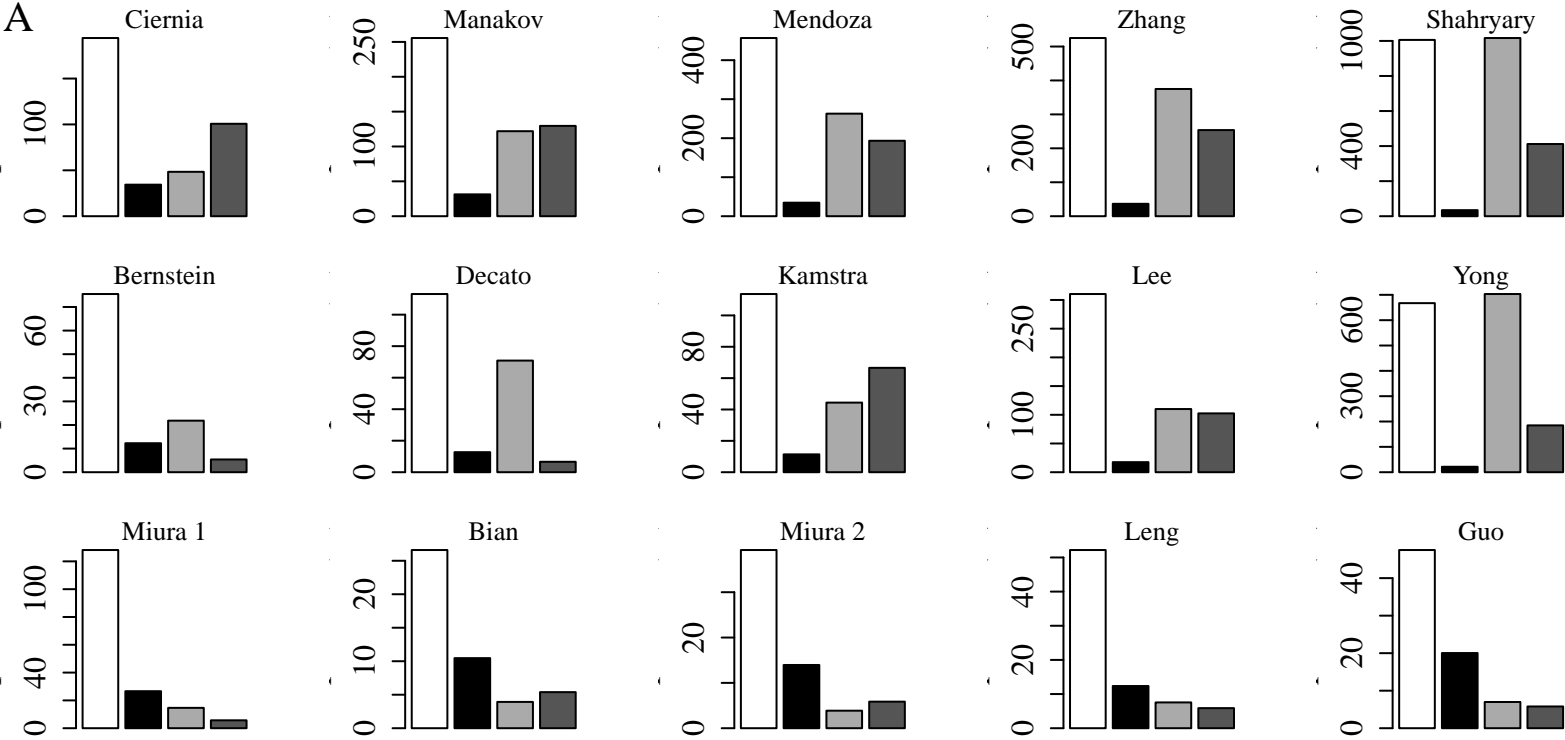 A
Ciernia Manakov Mendoza Zhang Shahryary
0 100
0 100 250
0 200 400
0 200 500
0 400 1000
Bernstein Decato Kamstra Lee Yong
0 30 60
0 40 80
0 40 80
0 100 250
0 300 600
Miura 1 Bian Miura 2 Leng Guo
0 40 100
0 10 20
0 20
0 20 40
0 20 40